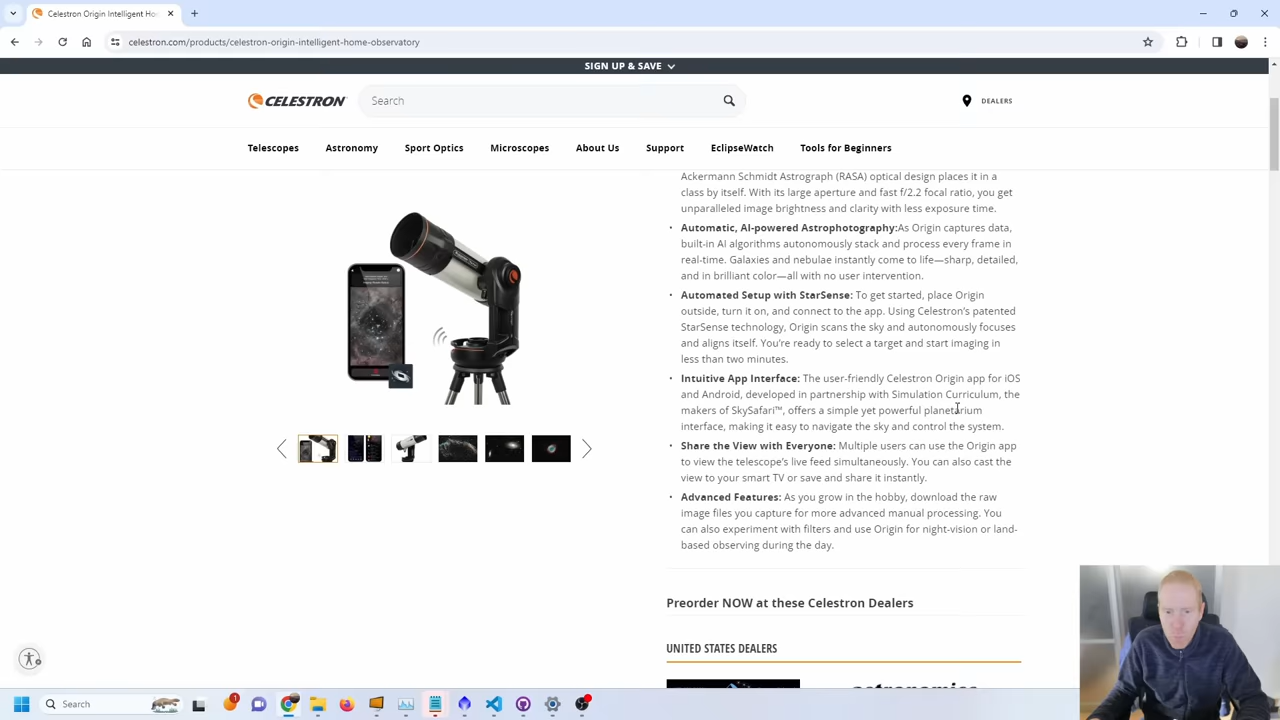 Celestron Origin Intelligent Ho
celestron.com/products/celestron-origin-intelligent-home-observatory
SIGN UP & SAVE
CELESTRON
Search
DEALERS
Telescopes
Astronomy
Sport Optics
Microscopes
About Us
Support
EclipseWatch
Tools for Beginners
Ackermann Schmidt Astrograph (RASA) optical design places it in a
class by itself. With its large aperture and fast f/2.2 focal ratio, you get
unparalleled image brightness and clarity with less exposure time.
• Automatic, AI-powered Astrophotography:As Origin captures data,
built-in AI algorithms autonomously stack and process every frame in
real-time. Galaxies and nebulae instantly come to life—sharp, detailed,
and in brilliant color—all with no user intervention.
• Automated Setup with StarSense: To get started, place Origin
outside, turn it on, and connect to the app. Using Celestron's patented
StarSense technology, Origin scans the sky and autonomously focuses
and aligns itself. You're ready to select a target and start imaging in
less than two minutes.
• Intuitive App Interface: The user-friendly Celestron Origin app for iOS
and Android, developed in partnership with Simulation Curriculum, the
makers of SkySafari™, offers a simple yet powerful planetarium
interface, making it easy to navigate the sky and control the system.
• Share the View with Everyone: Multiple users can use the Origin app
to view the telescope's live feed simultaneously. You can also cast the
view to your smart TV or save and share it instantly.
• Advanced Features: As you grow in the hobby, download the raw
image files you capture for more advanced manual processing. You
can also experiment with filters and use Origin for night-vision or land-
based observing during the day.
Preorder NOW at these Celestron Dealers
UNITED STATES DEALERS
astronomics
Search
1